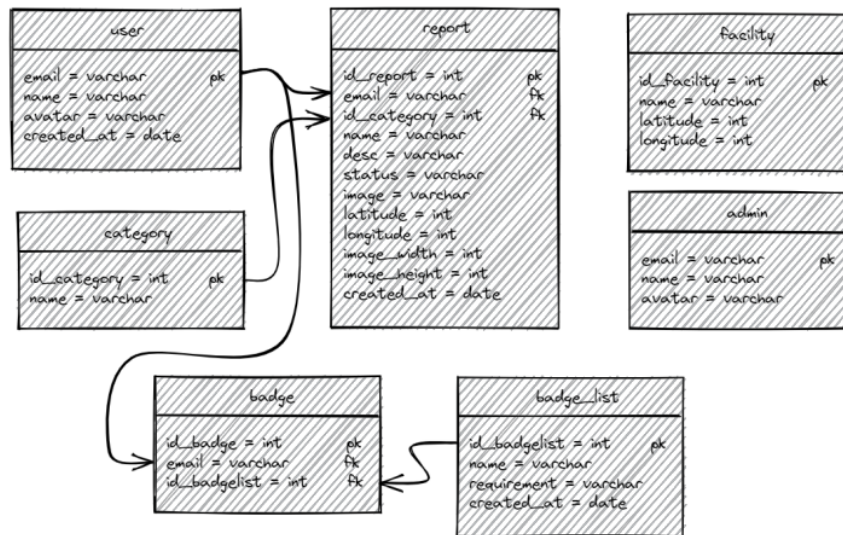 user
email = varchar pk
name = varchar
avatar = varchar
created_at = date
report
id_report = int pk
email = varchar fk
id_category = int fk
name = varchar
desc = varchar
status = varchar
image = varchar
latitude = int
longitude = int
image_width = int
image_height = int
created_at = date
facility
id_facility = int pk
name = varchar
latitude = int
longitude = int
category
id_category = int pk
name = varchar
admin
email = varchar pk
name = varchar
avatar = varchar
badge
id_badge = int pk
email = varchar fk
id_badgelist = int fk
badge_list
id_badgelist = int pk
name = varchar
requirement = varchar
created_at = date